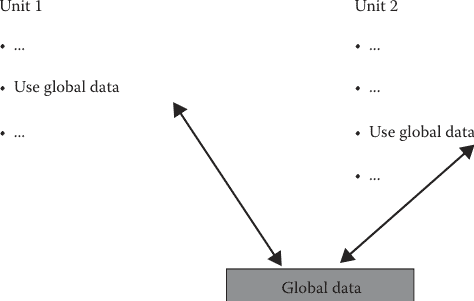 Unit 1
• ...
• Use global data
• ...
Unit 2
• ...
• ...
• Use global data
• ...
Global data